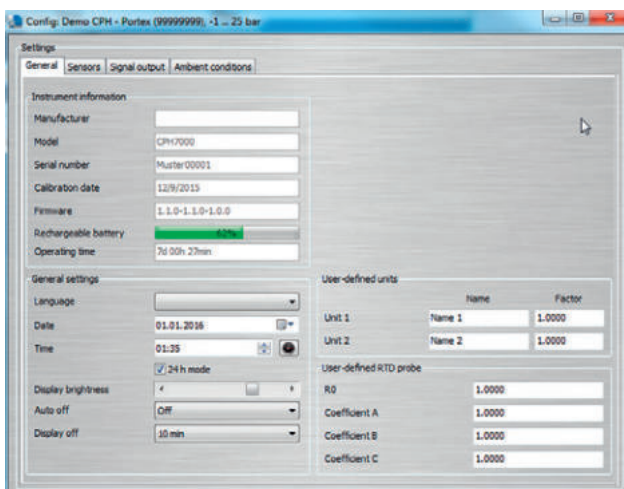 Config: Demo CPH - Portex (99999999), -1 ... 25 bar
Settings
General Sensors Signal output Ambient conditions
Instrument information
Manufacturer
Model CPH7000
Serial number Muster00001
Calibration date 12/9/2015
Firmware 1.1.0-1.1.0-1.0.0
Rechargeable battery 62%
Operating time 7d 00h 27min
General settings
Language
Date 01.01.2016
Time 01:35
24 h mode
Display brightness
Auto off Off
Display off 10 min
User-defined units
Name Factor
Unit 1 Name 1 1.0000
Unit 2 Name 2 1.0000
User-defined RTD probe
R0 1.0000
Coefficient A 1.0000
Coefficient B 1.0000
Coefficient C 1.0000